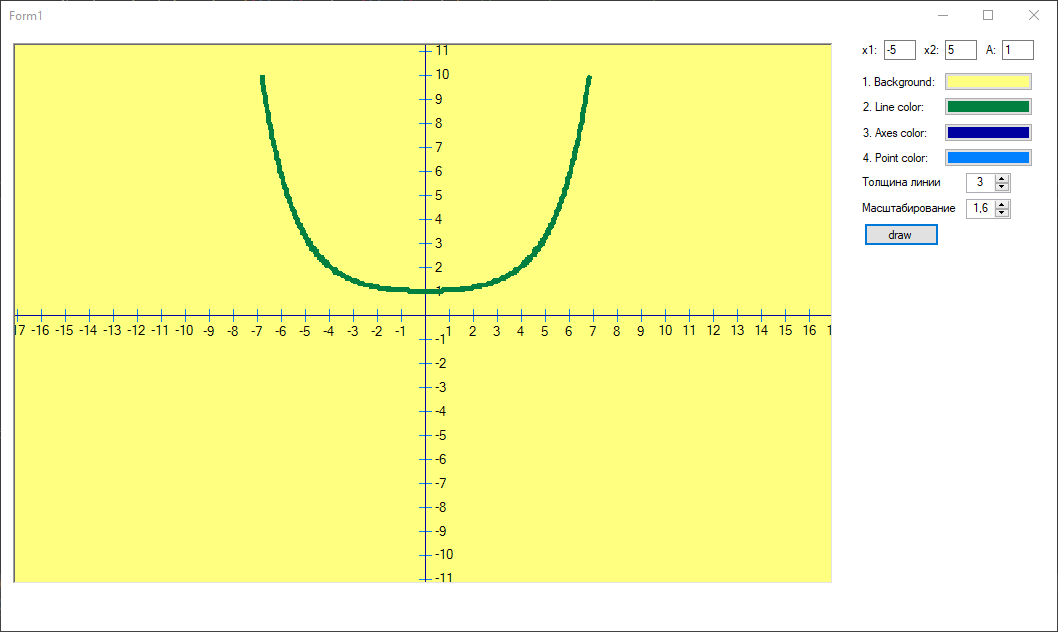 Form1
x1: -5 x2: 5 A: 1
1. Background:
2. Line color:
3. Axes color:
4. Point color:
Толщина линии 3
Масштабирование 1,6
draw
11
10
9
8
7
6
5
4
3
2
1
17 -16 -15 -14 -13 -12 -11 -10 -9 -8 -7 -6 -5 -4 -3 -2 -1 1 2 3 4 5 6 7 8 9 10 11 12 13 14 15 16 1
-1
-2
-3
-4
-5
-6
-7
-8
-9
-10
-11